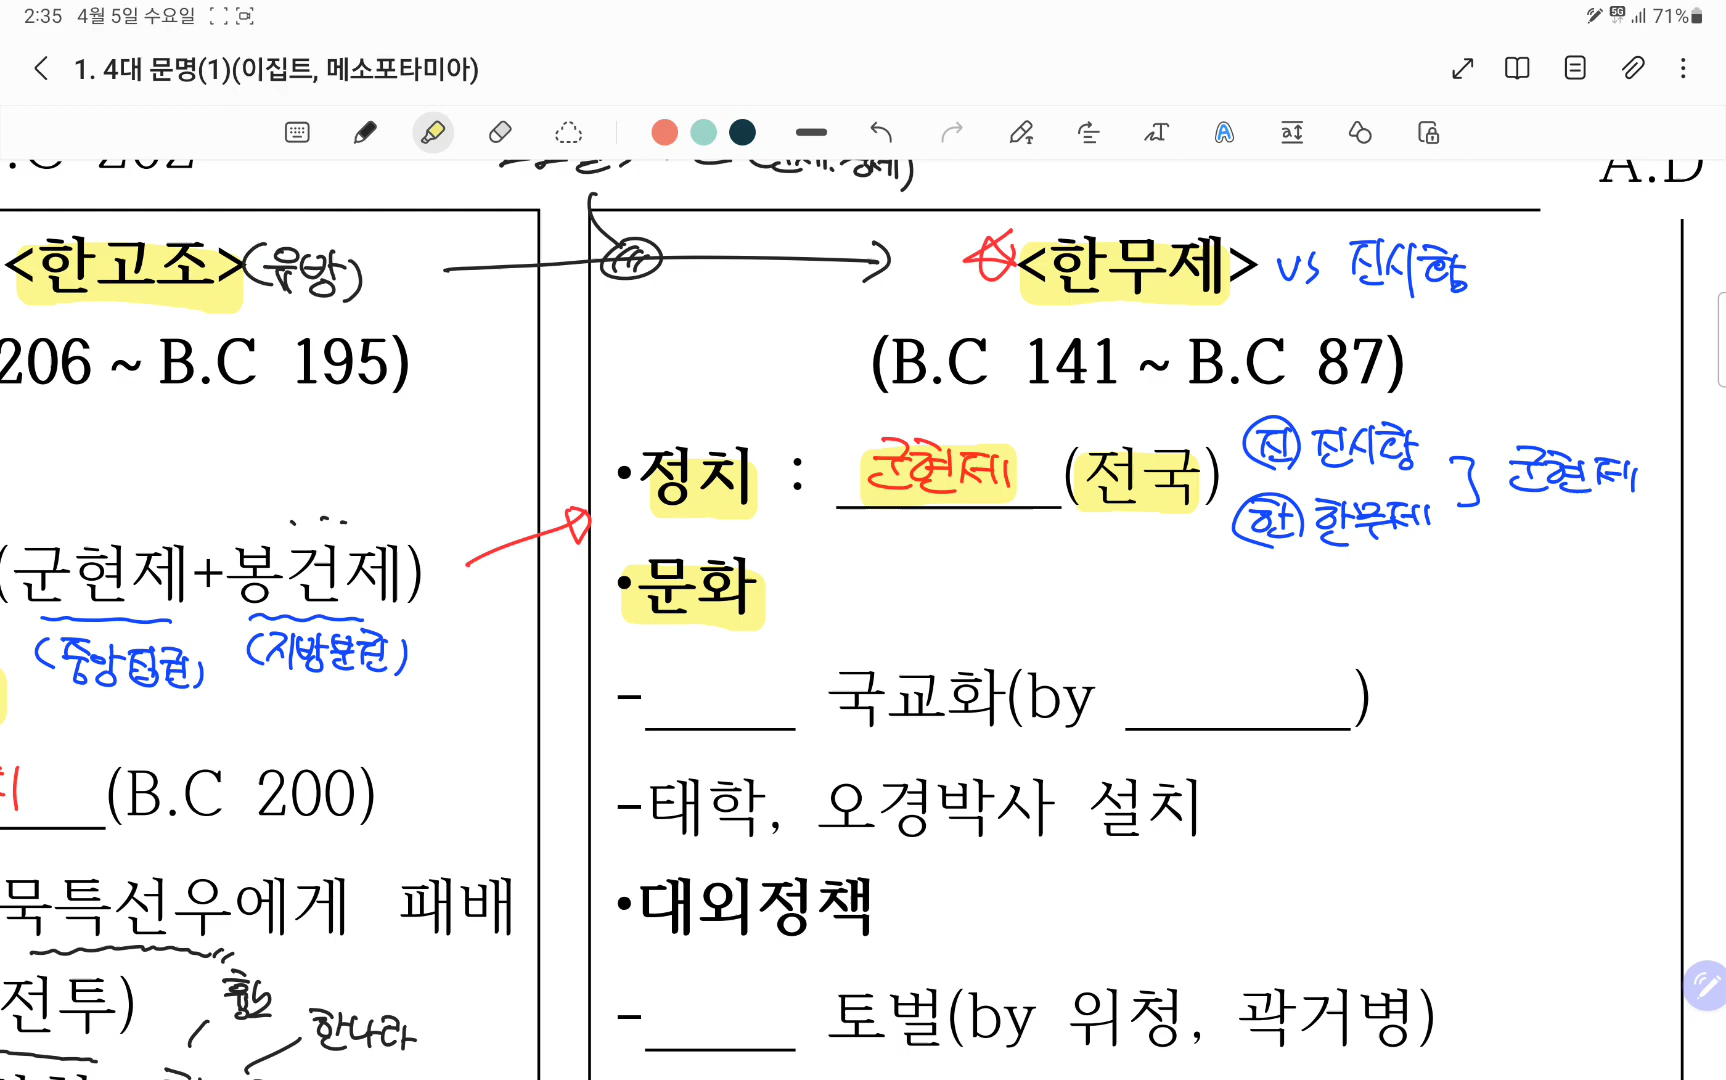 2:35 4월 5일 수요일
5G 71%
1. 4대 문명(1)(이집트, 메소포타미아)
.C 202
A.D
<한고조>(유방)
206 ~ B.C 195)
(군현제+봉건제)
(중앙집권) (지방분권)
(B.C 200)
묵특선우에게 패배
전투)
흉노
한나라
<한무제> vs 진시황
(B.C 141 ~ B.C 87)
•정치 : 군현제(전국)
진 진시황
한 한무제
군현제
•문화
- 국교화(by )
-태학, 오경박사 설치
•대외정책
- 토벌(by 위청, 곽거병)